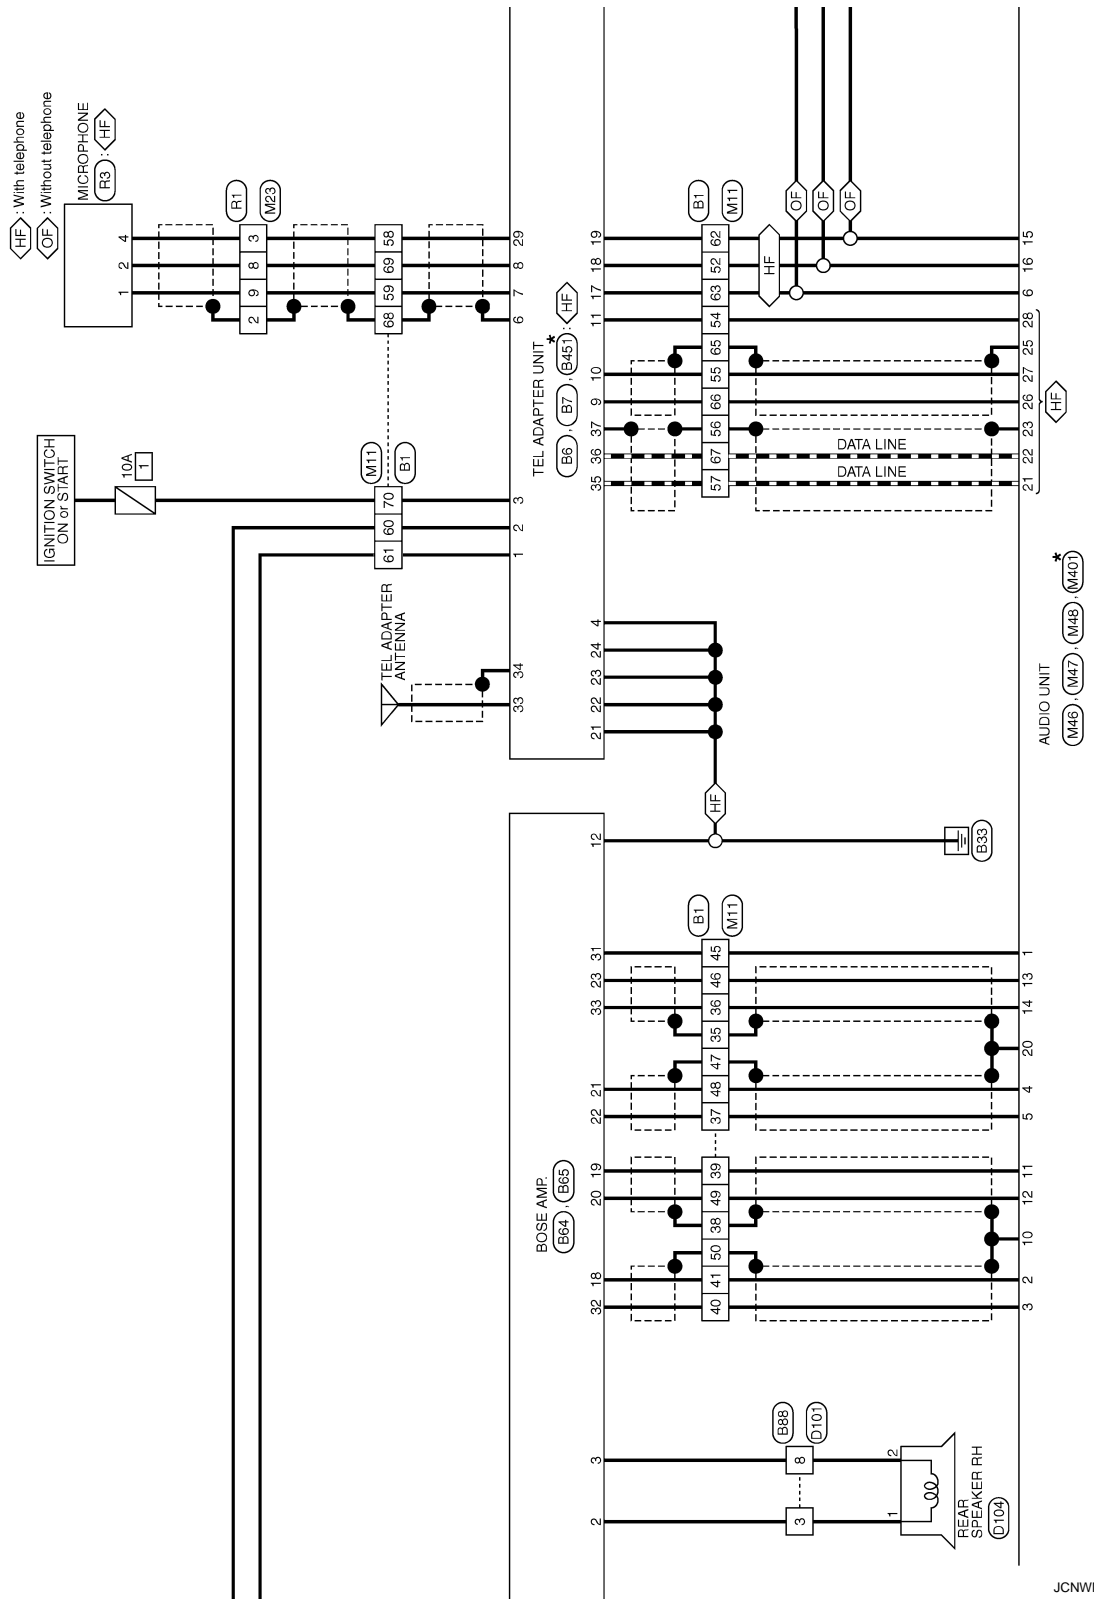 HF : With telephone
OF : Without telephone
MICROPHONE
R3 : HF
4 2 1
R1
M23
3 8 9 2
58 69 59 68
29 8 7 6
IGNITION SWITCH
ON or START
10A
1
M11
B1
70 60 61
3 2 1
TEL ADAPTER
ANTENNA
34 33
TEL ADAPTER UNIT
B6 , B7 , B451 * : HF
19 18 17 11 10 9 37 36 35
B1
M11
62 52 63 54 65 55 66 56 67 57
HF
OF
OF
OF
DATA LINE
DATA LINE
15 16 6 28 25 27 26 23 22 21
HF
4 24 23 22 21
HF
12
B33
AUDIO UNIT
M46 , M47 , M48 , M401 *
BOSE AMP.
B64 , B65
31 23 33 21 22 19 20 18 32
B1
M11
45 46 36 35 47 48 37 39 49 38 50 41 40
1 13 14 20 4 5 11 12 10 2 3
3 2
B88
D101
8 3
2 1
REAR
SPEAKER RH
D104